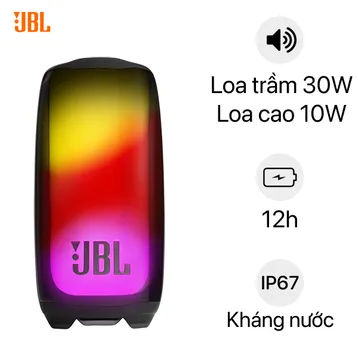 JBL
Loa trầm 30W
Loa cao 10W
12h
JBL
IP67
Kháng nước